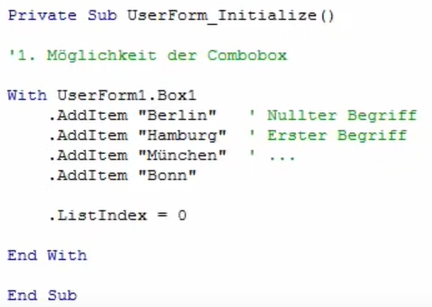 Private Sub UserForm_Initialize()
'1. Möglichkeit der Combobox
With UserForm1.Box1
.AddItem "Berlin" ' Nullter Begriff
.AddItem "Hamburg" ' Erster Begriff
.AddItem "München" ' ...
.AddItem "Bonn"
.ListIndex = 0
End With
End Sub